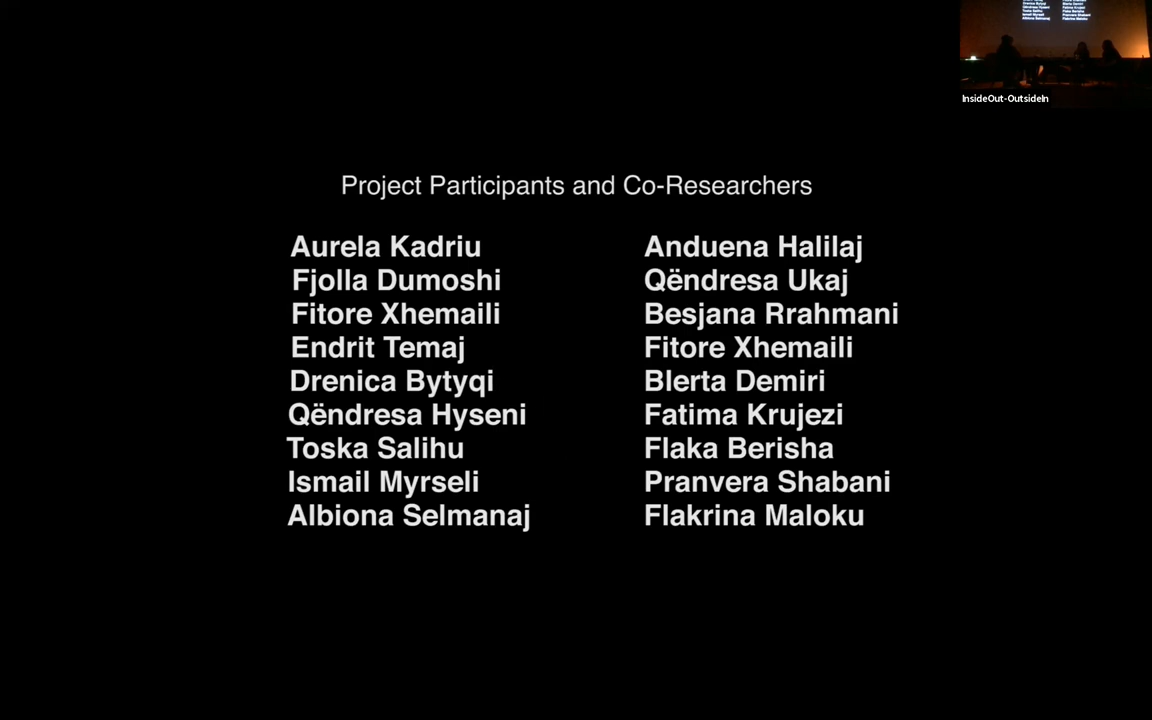 InsideOut-OutsideIn
Project Participants and Co-Researchers
Aurela Kadriu
Fjolla Dumoshi
Fitore Xhemaili
Endrit Temaj
Drenica Bytyqi
Qëndresa Hyseni
Toska Salihu
Ismail Myrseli
Albiona Selmanaj
Anduena Halilaj
Qëndresa Ukaj
Besjana Rrahmani
Fitore Xhemaili
Blerta Demiri
Fatima Krujezi
Flaka Berisha
Pranvera Shabani
Flakrina Maloku